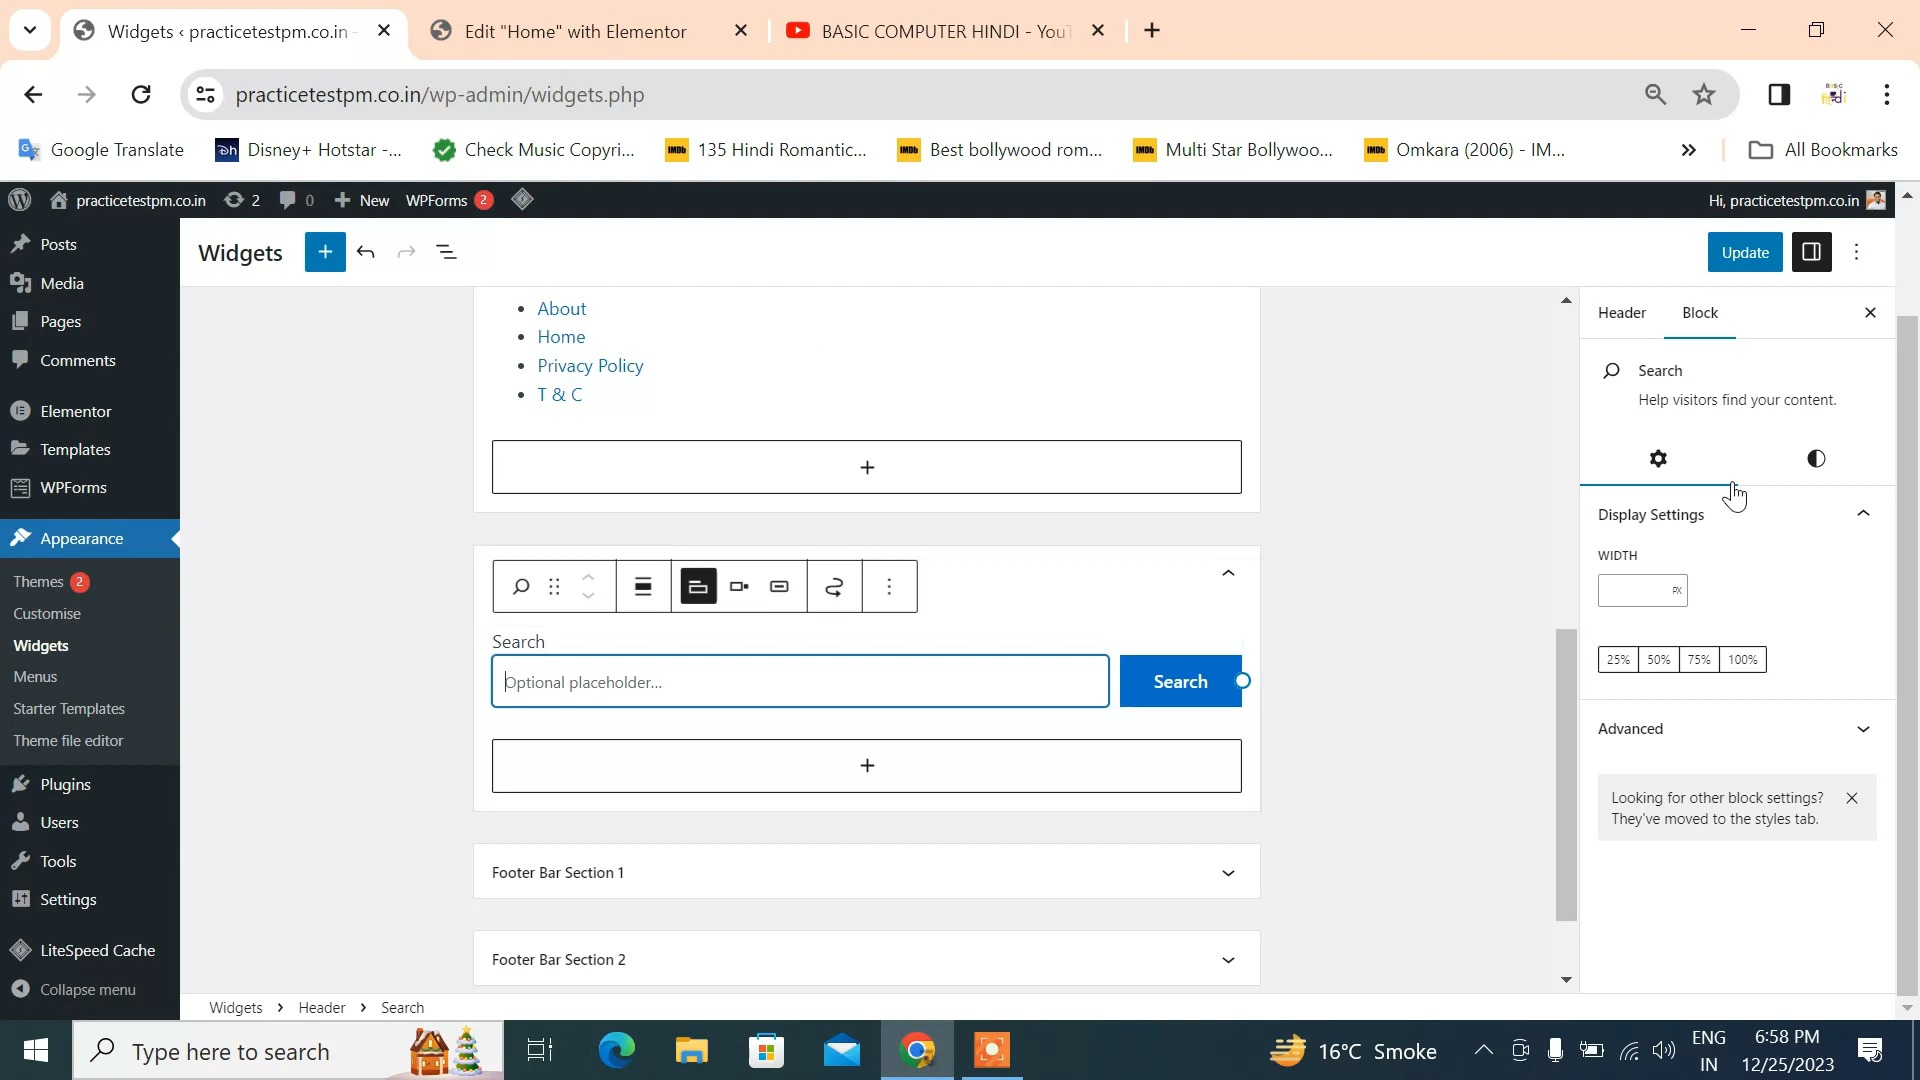 Widgets ‹ practicetestpm.co.in -
Edit "Home" with Elementor
BASIC COMPUTER HINDI - YouT
practicetestpm.co.in/wp-admin/widgets.php
Google Translate
Disney+ Hotstar -...
Check Music Copyri...
135 Hindi Romantic...
Best bollywood rom...
Multi Star Bollywoo...
Omkara (2006) - IM...
All Bookmarks
practicetestpm.co.in
2
0
New
WPForms 2
Hi, practicetestpm.co.in
Posts
Media
Pages
Comments
Elementor
Templates
WPForms
Appearance
Themes 2
Customise
Widgets
Menus
Starter Templates
Theme file editor
Plugins
Users
Tools
Settings
LiteSpeed Cache
Collapse menu
Widgets
Update
About
Home
Privacy Policy
T & C
Search
Optional placeholder...
Search
Footer Bar Section 1
Footer Bar Section 2
Widgets > Header > Search
Header
Block
Search
Help visitors find your content.
Display Settings
WIDTH
PX
25% 50% 75% 100%
Advanced
Looking for other block settings?
They've moved to the styles tab.
Type here to search
16°C Smoke
ENG
IN
6:58 PM
12/25/2023